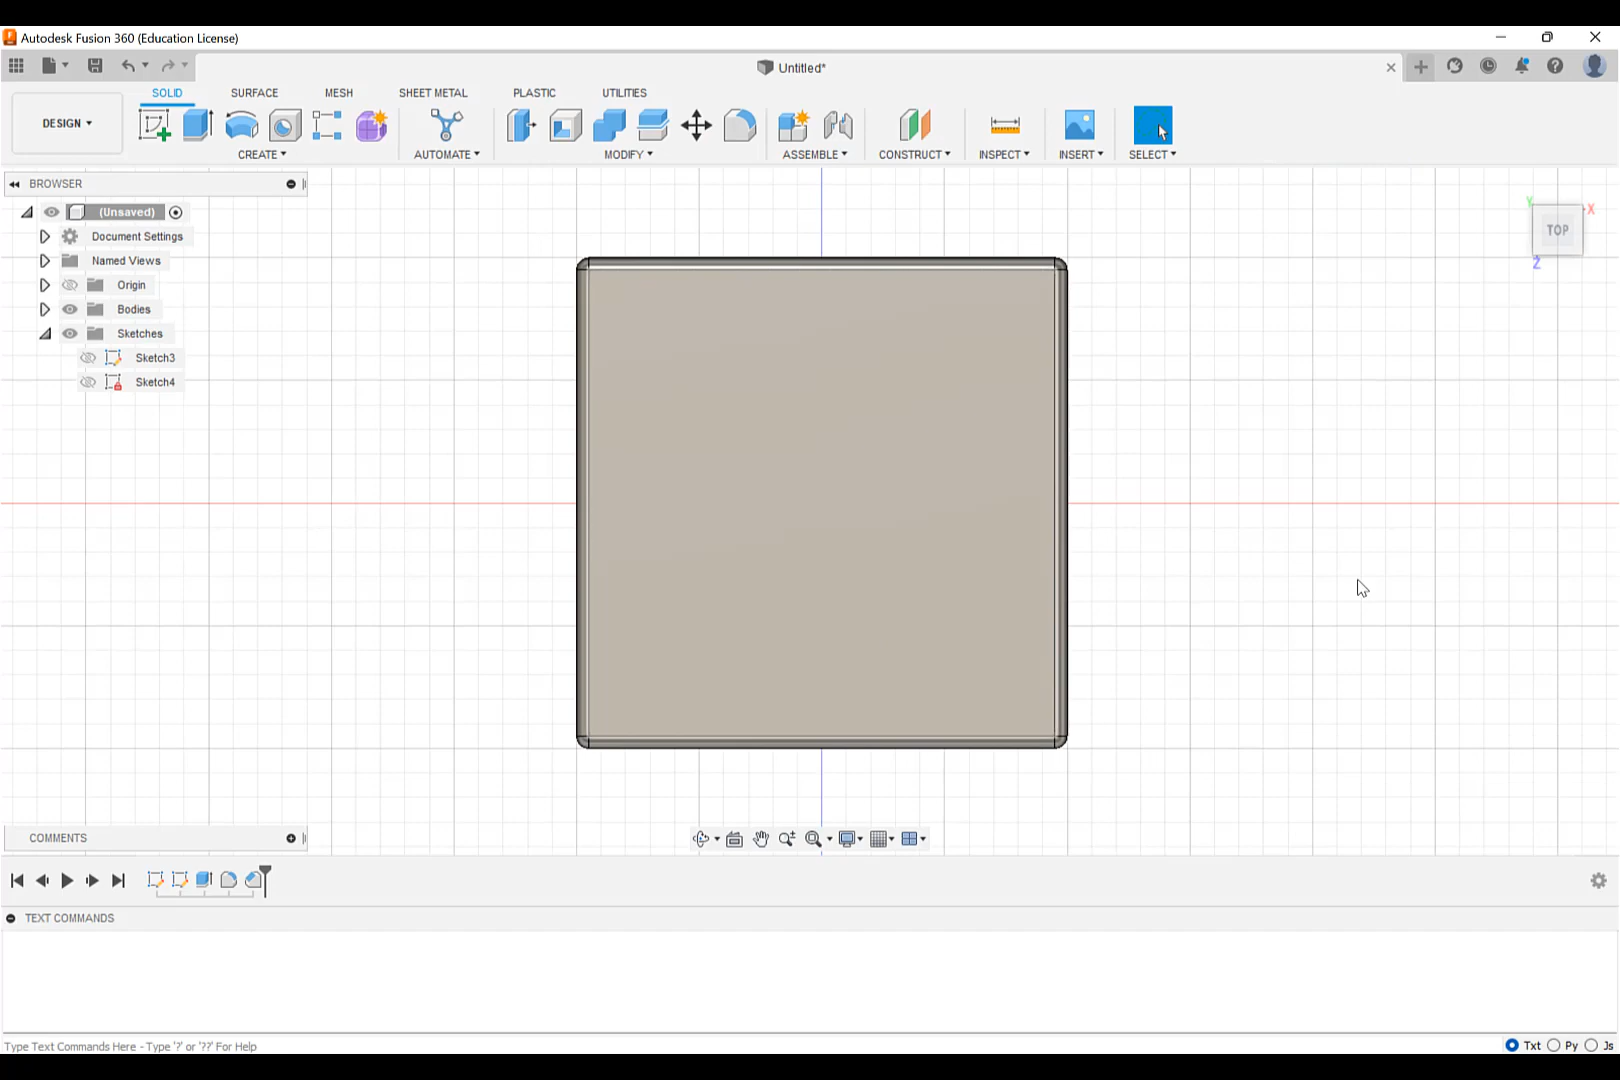 Autodesk Fusion 360 (Education License)
Untitled*
SOLID SURFACE MESH SHEET METAL PLASTIC UTILITIES
DESIGN
CREATE AUTOMATE MODIFY ASSEMBLE CONSTRUCT INSPECT INSERT SELECT
BROWSER
(Unsaved)
Document Settings
Named Views
Origin
Bodies
Sketches
Sketch3
Sketch4
Y
X
TOP
Z
COMMENTS
TEXT COMMANDS
Type Text Commands Here - Type '?' or '??' For Help
Txt Py Js